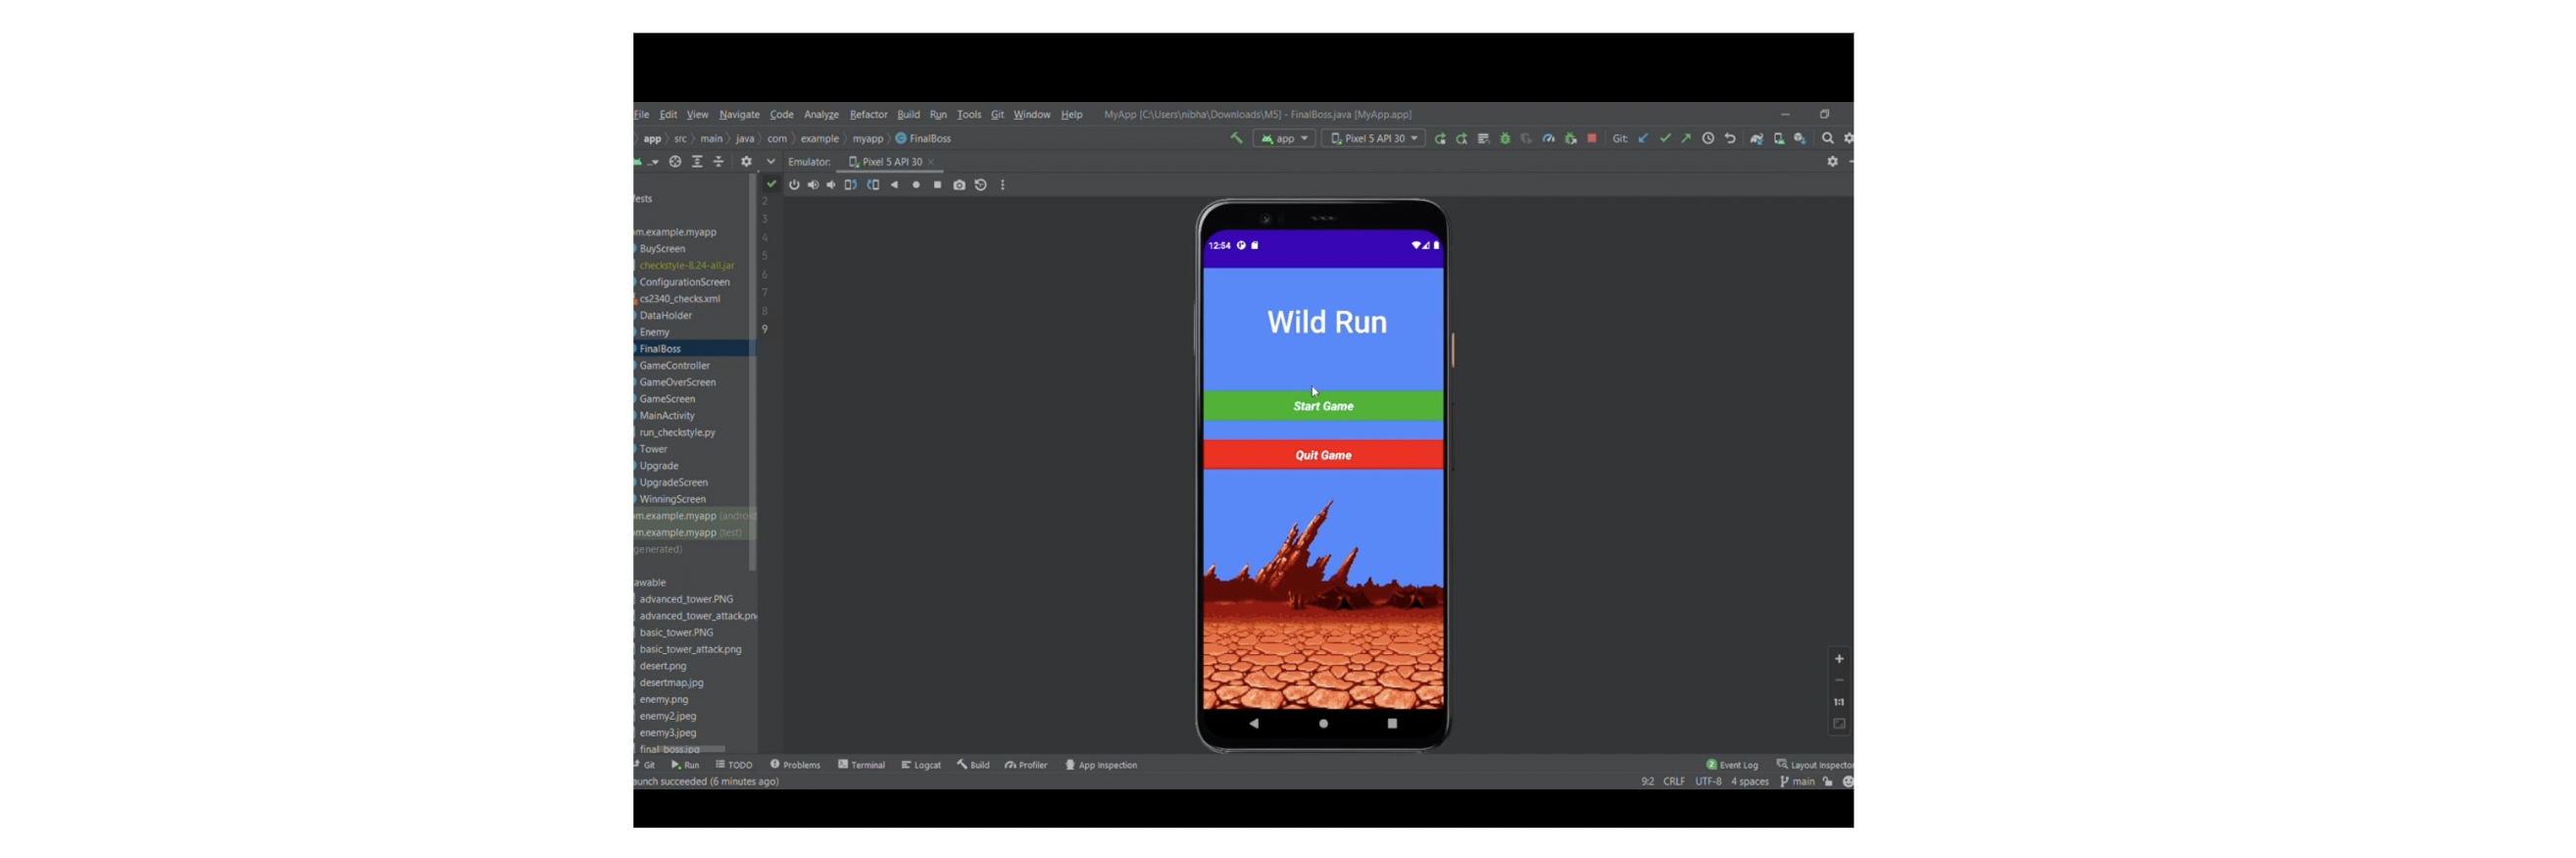 File Edit View Navigate Code Analyze Refactor Build Run Tools Git Window Help MyApp [C:\Users\nibha\Downloads\M5] - FinalBoss.java [MyApp.app]
app src main java com example myapp FinalBoss app Pixel 5 API 30 Git:
Emulator: Pixel 5 API 30
ests
2
3
4
5
6
7
8
9
om.example.myapp
BuyScreen
checkstyle-8.24-all.jar
ConfigurationScreen
cs2340_checks.xml
DataHolder
Enemy
FinalBoss
GameController
GameOverScreen
GameScreen
MainActivity
run_checkstyle.py
Tower
Upgrade
UpgradeScreen
WinningScreen
om.example.myapp (android
om.example.myapp (test)
generated)
awable
advanced_tower.PNG
advanced_tower_attack.pn
basic_tower.PNG
basic_tower_attack.png
desert.png
desertmap.jpg
enemy.png
enemy2.jpeg
enemy3.jpeg
final_boss.jpg
12:54
Wild Run
Start Game
Quit Game
1:1
Git Run TODO Problems Terminal Logcat Build Profiler App Inspection 2 Event Log Layout Inspector
aunch succeeded (6 minutes ago) 9:2 CRLF UTF-8 4 spaces main